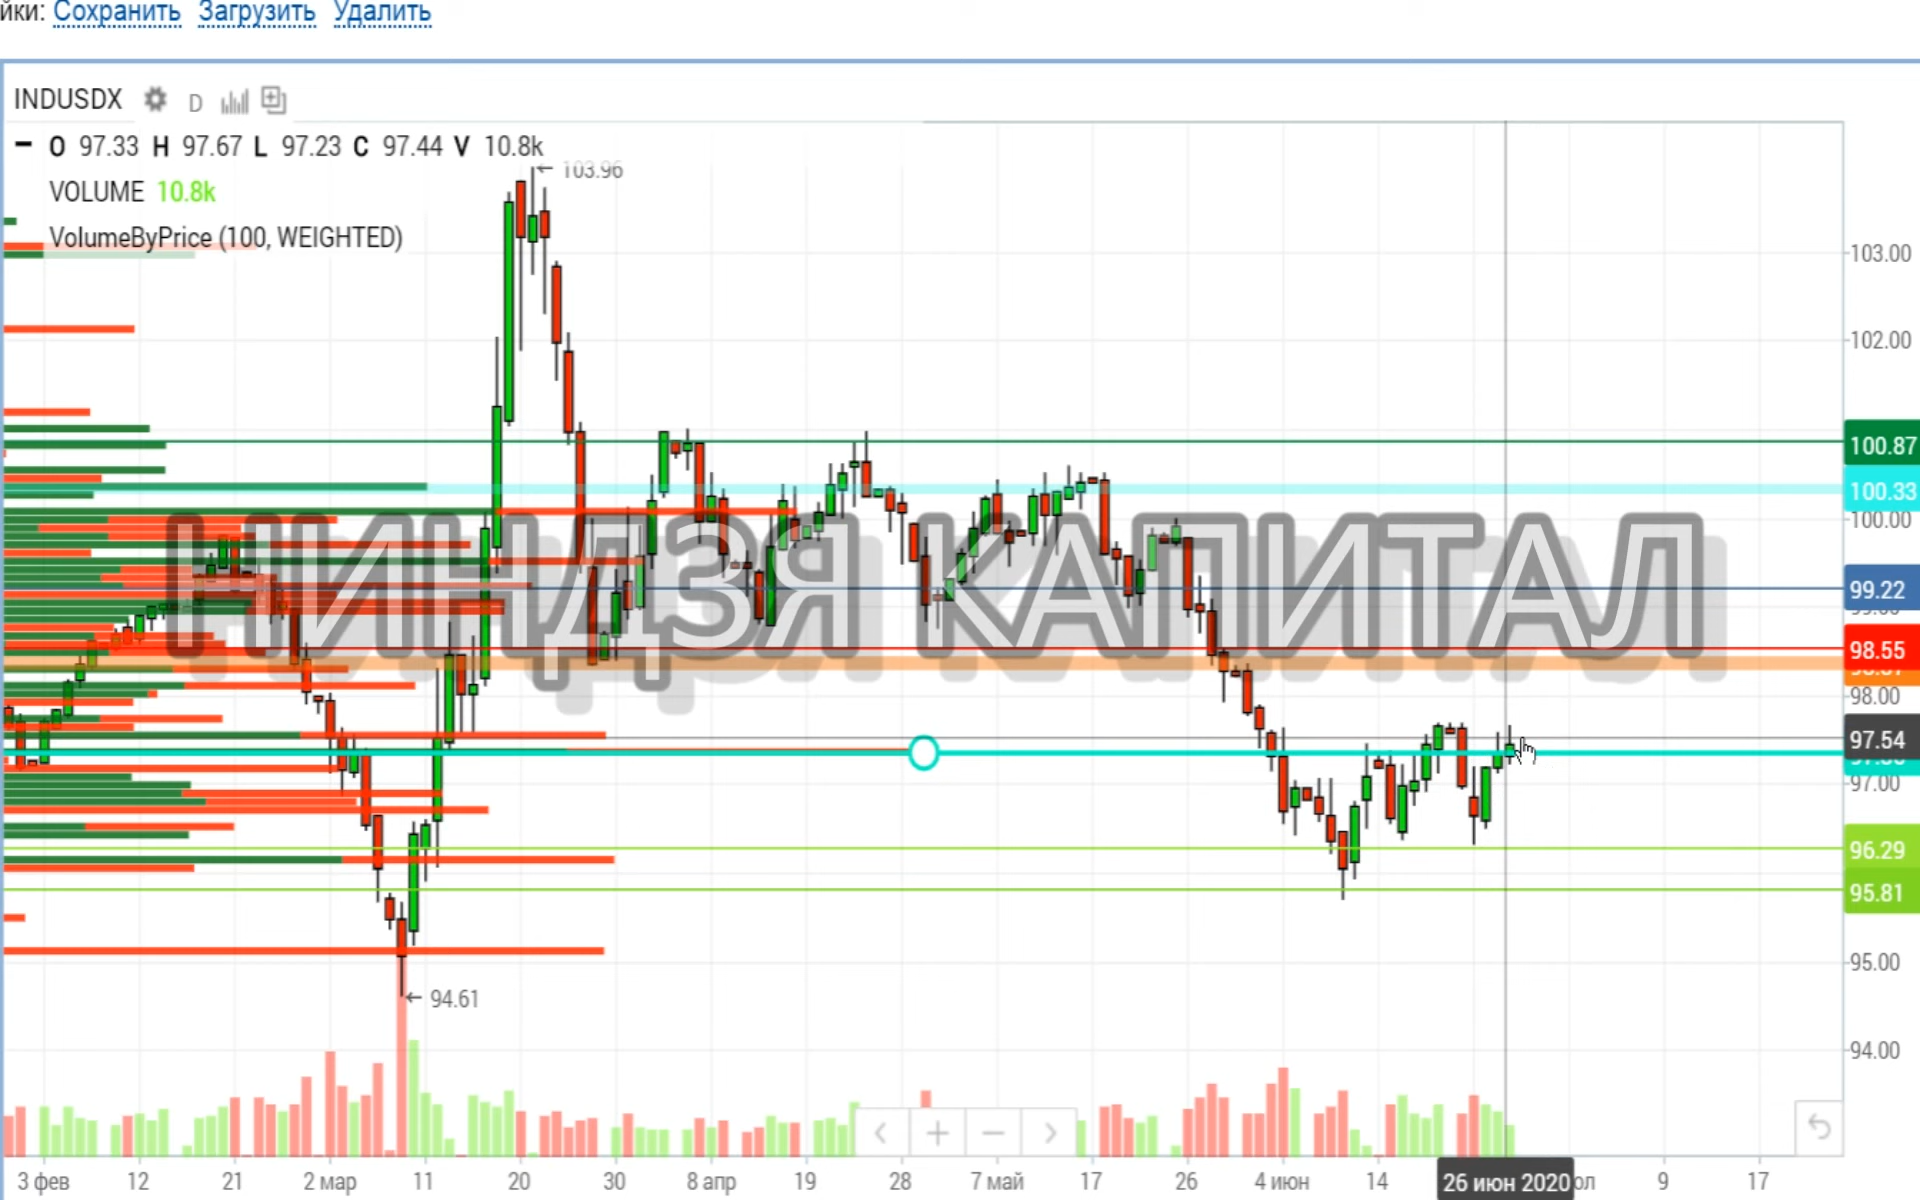 йки: Сохранить Загрузить Удалить
INDUSDX D
O 97.33 H 97.67 L 97.23 C 97.44 V 10.8k
103.96
VOLUME 10.8k
VolumeByPrice (100, WEIGHTED)
103.00
102.00
100.87
100.33
100.00
НИНДЗЯ КАПИТАЛ
99.22
98.55
98.00
97.54
97.00
96.29
95.81
95.00
94.61
94.00
3 фев 12 21 2 мар 11 20 30 8 апр 19 28 7 май 17 26 4 июн 14 26 июн 2020 ол 9 17